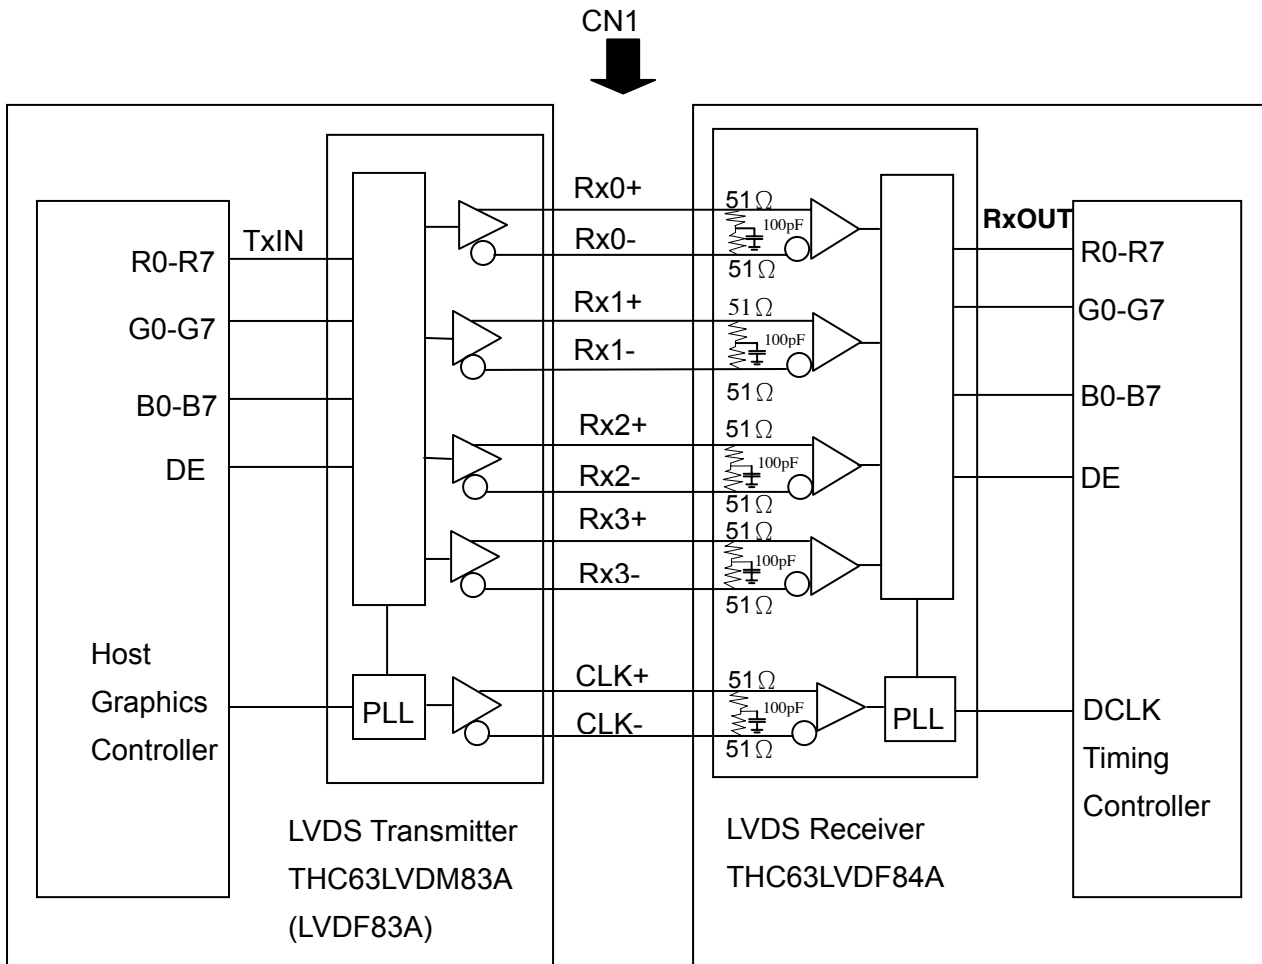 CN1
R0-R7
G0-G7
B0-B7
DE
Host
Graphics
Controller
TxIN
PLL
LVDS Transmitter
THC63LVDM83A
(LVDF83A)
Rx0+
Rx0-
Rx1+
Rx1-
Rx2+
Rx2-
Rx3+
Rx3-
CLK+
CLK-
51Ω
100pF
51Ω
51Ω
100pF
51Ω
51Ω
100pF
51Ω
51Ω
100pF
51Ω
51Ω
100pF
51Ω
PLL
LVDS Receiver
THC63LVDF84A
RxOUT
R0-R7
G0-G7
B0-B7
DE
DCLK
Timing
Controller